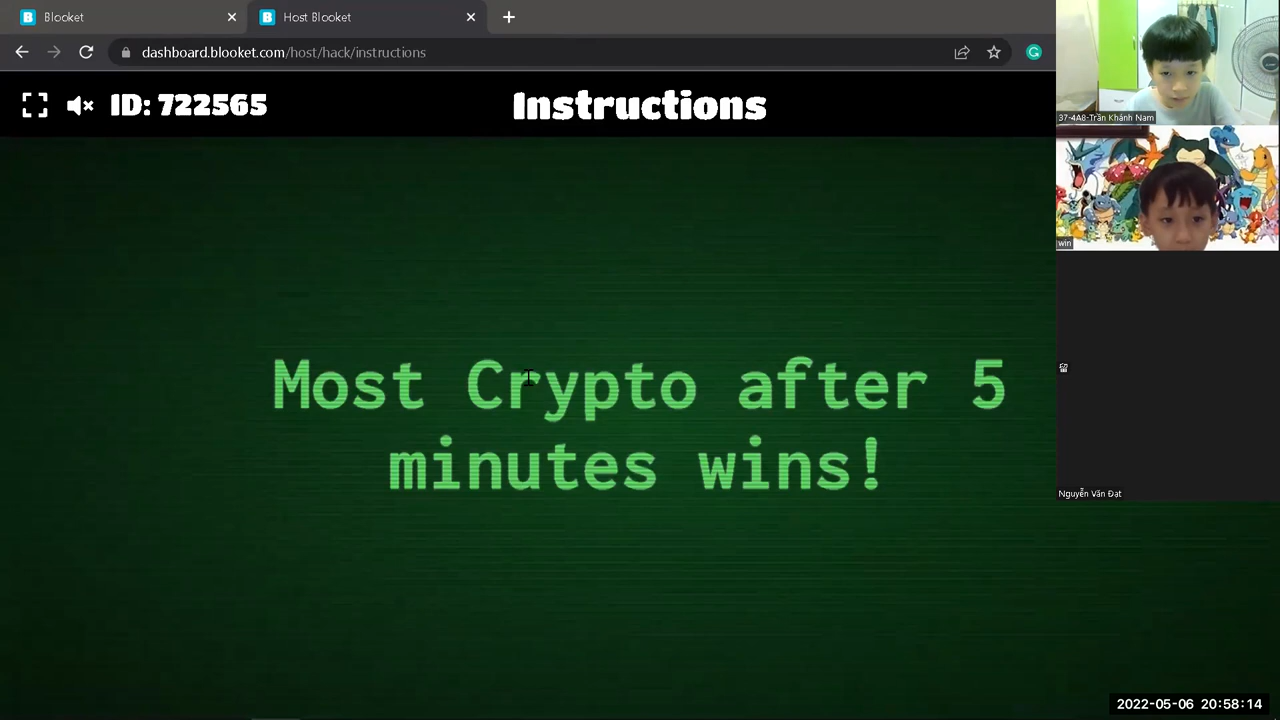 Blooket
Host Blooket
dashboard.blooket.com/host/hack/instructions
ID: 722565
Instructions
Most Crypto after 5
minutes wins!
37-4A8-Trần Khánh Nam
win
Nguyễn Văn Đạt
2022-05-06 20:58:14